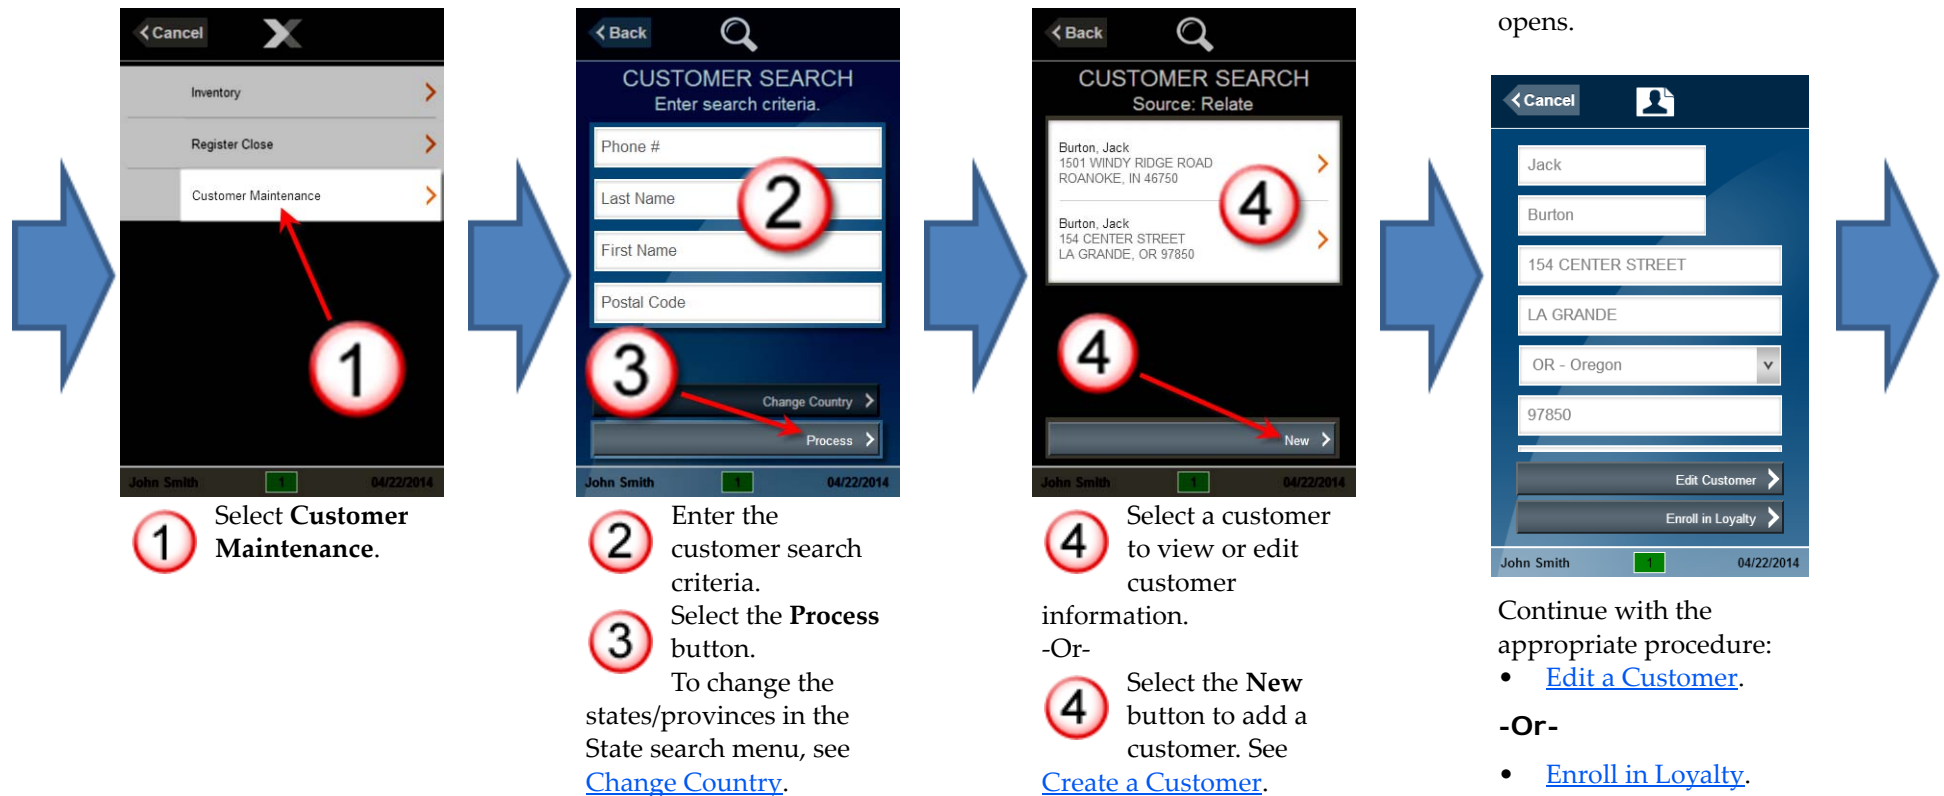 Cancel
Inventory
Register Close
Customer Maintenance
1
John Smith
1
04/22/2014
1
Select Customer
Maintenance.
Back
CUSTOMER SEARCH
Enter search criteria.
Phone #
Last Name
2
First Name
Postal Code
3
Change Country
Process
John Smith
1
04/22/2014
2
Enter the
customer search
criteria.
3
Select the Process
button.
To change the
states/provinces in the
State search menu, see
Change Country.
Back
CUSTOMER SEARCH
Source: Relate
Burton, Jack
1501 WINDY RIDGE ROAD
ROANOKE, IN 46750
4
Burton, Jack
154 CENTER STREET
LA GRANDE, OR 97850
4
New
John Smith
1
04/22/2014
4
Select a customer
to view or edit
customer
information.
-Or-
4
Select the New
button to add a
customer. See
Create a Customer.
opens.
Cancel
Jack
Burton
154 CENTER STREET
LA GRANDE
OR - Oregon
97850
Edit Customer
Enroll in Loyalty
John Smith
1
04/22/2014
Continue with the
appropriate procedure:
• Edit a Customer.
-Or-
• Enroll in Loyalty.